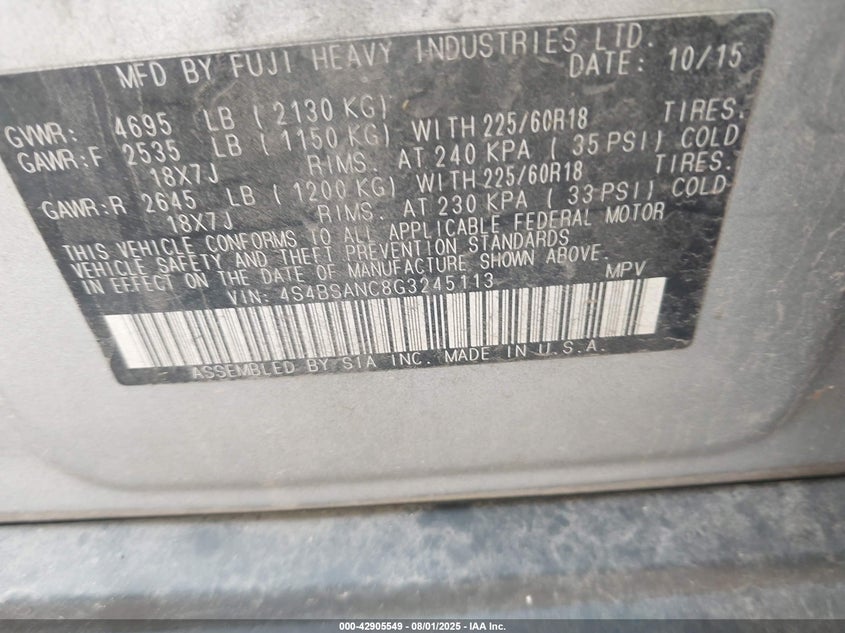 MFD BY FUJI HEAVY INDUSTRIES LTD.
DATE: 10/15
GVWR: 4695 LB ( 2130 KG)
GAWR:F 2535 LB ( 1150 KG) WITH 225/60R18 TIRES.
18X7J RIMS. AT 240 KPA ( 35 PSI) COLD
GAWR:R 2645 LB ( 1200 KG) WITH 225/60R18 TIRES.
18X7J RIMS. AT 230 KPA ( 33 PSI) COLD
THIS VEHICLE CONFORMS TO ALL APPLICABLE FEDERAL MOTOR
VEHICLE SAFETY AND THEFT PREVENTION STANDARDS
IN EFFECT ON THE DATE OF MANUFACTURE SHOWN ABOVE.
VIN: 4S4BSANC8G3245113 MPV
ASSEMBLED BY SIA INC. MADE IN U.S.A.
000-42905549 - 08/01/2025 - IAA Inc.